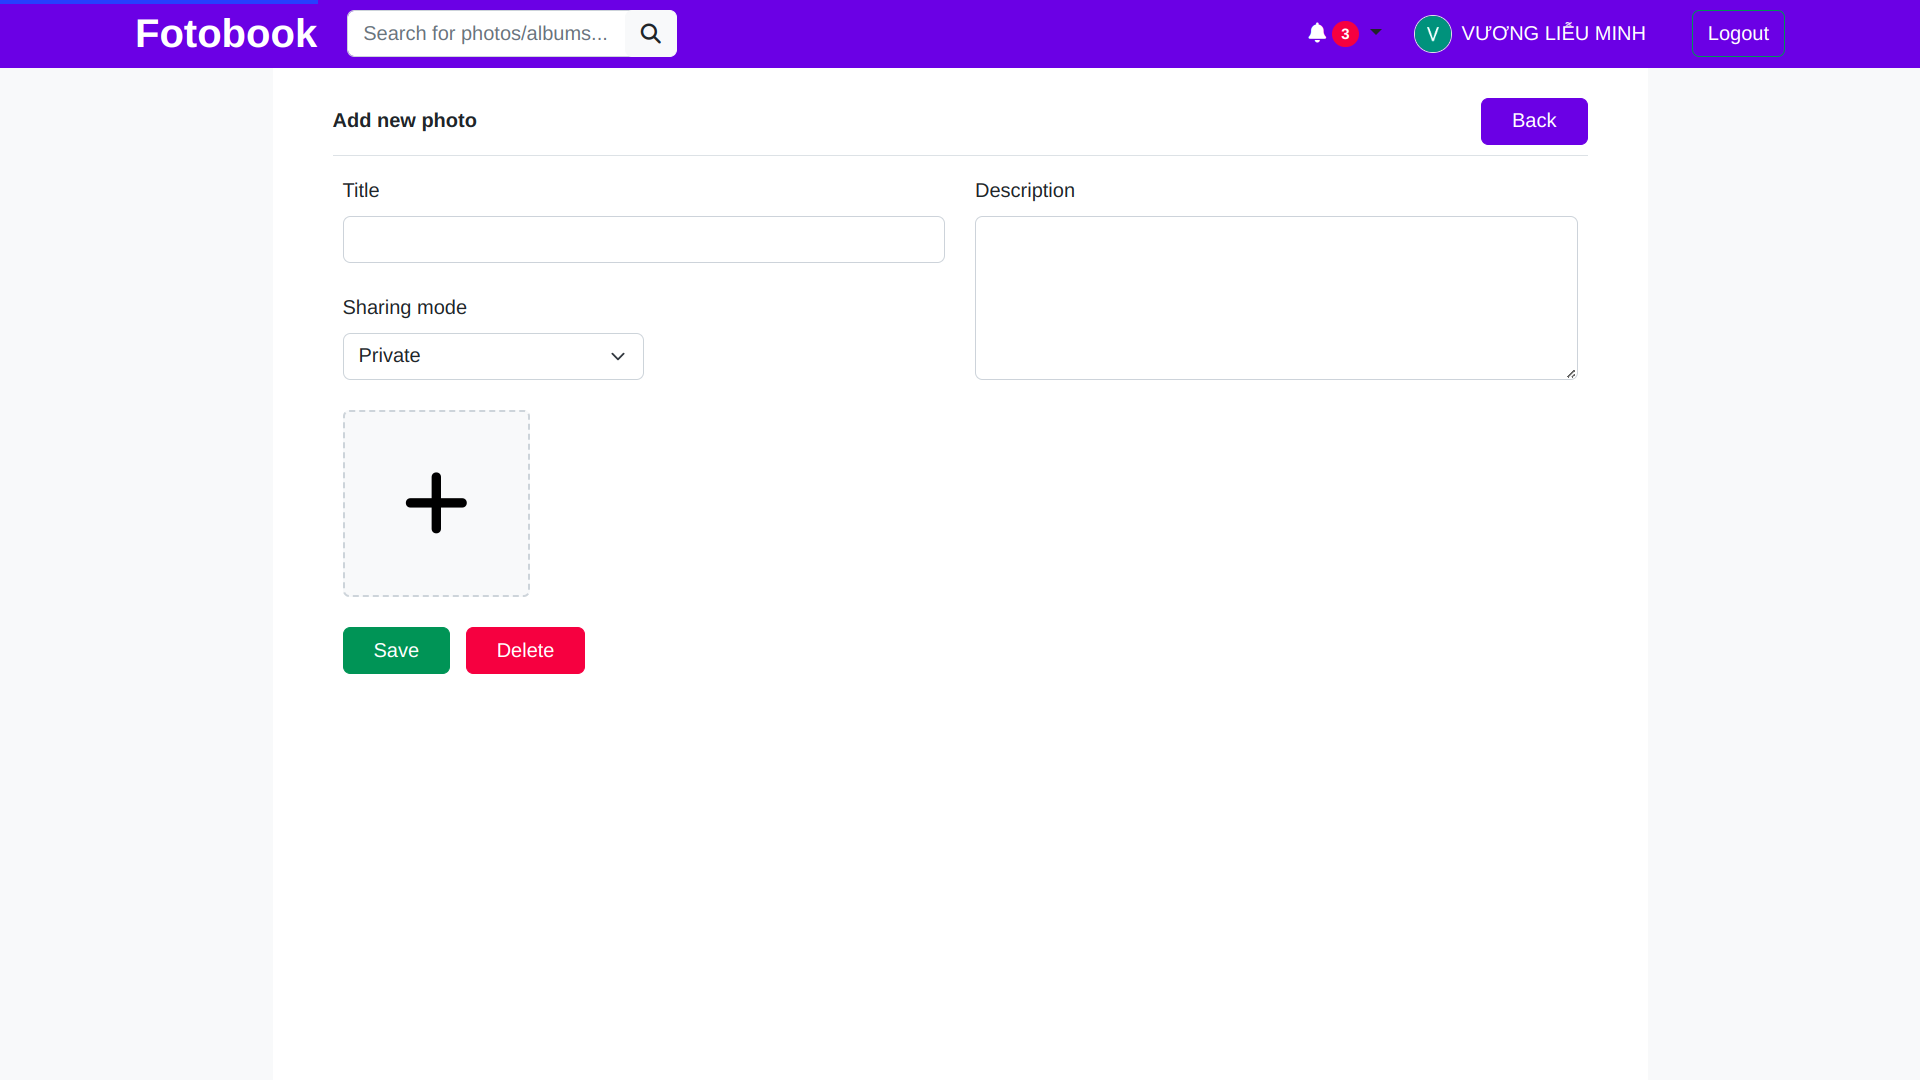 Fotobook
Search for photos/albums...
3
V
VƯƠNG LIỄU MINH
Logout
Add new photo
Back
Title
Description
Sharing mode
Private
Save
Delete